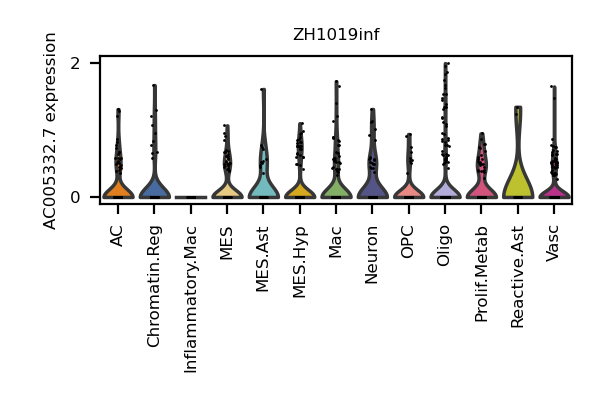 ZH1019inf
AC005332.7 expression
2
0
AC
Chromatin.Reg
Inflammatory.Mac
MES
MES.Ast
MES.Hyp
Mac
Neuron
OPC
Oligo
Prolif.Metab
Reactive.Ast
Vasc